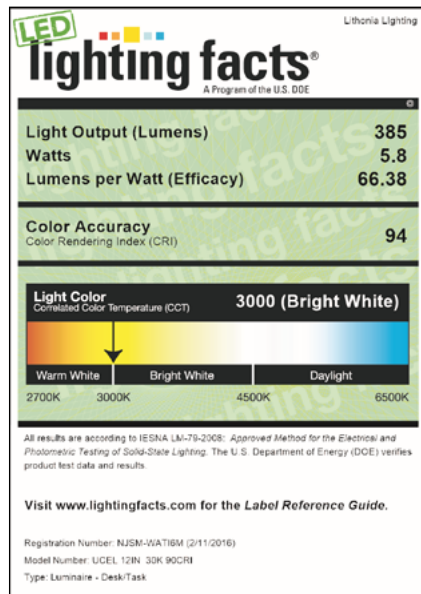 LED
Lithonia Lighting
lighting facts®
A Program of the U.S. DOE
Light Output (Lumens) 385
Watts 5.8
Lumens per Watt (Efficacy) 66.38
Color Accuracy
Color Rendering Index (CRI) 94
Light Color
Correlated Color Temperature (CCT) 3000 (Bright White)
Warm White Bright White Daylight
2700K 3000K 4500K 6500K
All results are according to IESNA LM-79-2008: Approved Method for the Electrical and
Photometric Testing of Solid-State Lighting. The U.S. Department of Energy (DOE) verifies
product test data and results.
Visit www.lightingfacts.com for the Label Reference Guide.
Registration Number: NJSM-WATI6M (2/11/2016)
Model Number: UCEL 12IN 30K 90CRI
Type: Luminaire - Desk/Task